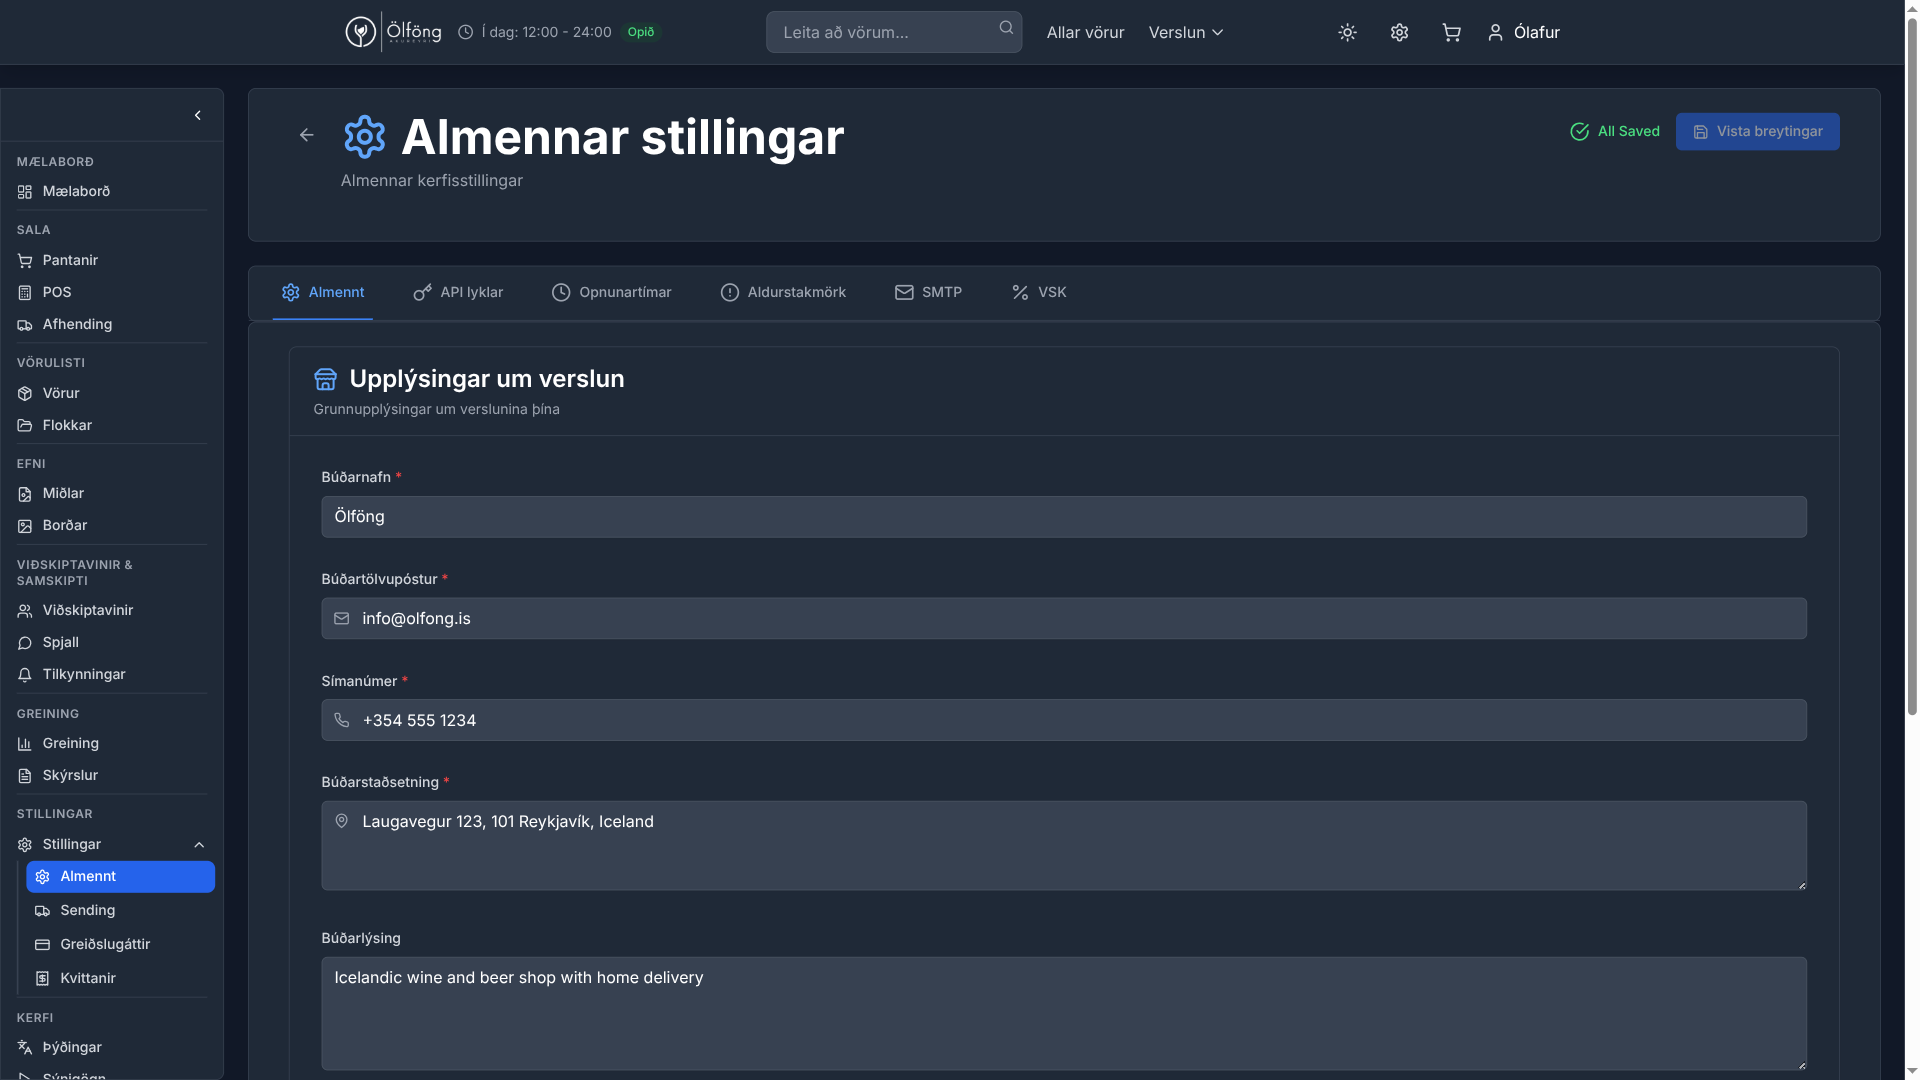 Ölföng
Í dag: 12:00 - 24:00
Opið
Leita að vörum...
Allar vörur
Verslun
Ólafur
MÆLABORÐ
Mælaborð
SALA
Pantanir
POS
Afhending
VÖRULISTI
Vörur
Flokkar
EFNI
Miðlar
Borðar
VIÐSKIPTAVINIR &
SAMSKIPTI
Viðskiptavinir
Spjall
Tilkynningar
GREINING
Greining
Skýrslur
STILLINGAR
Stillingar
Almennt
Sending
Greiðslugáttir
Kvittanir
KERFI
Þýðingar
Almennar stillingar
Almennar kerfisstillingar
All Saved
Vista breytingar
Almennt
API lyklar
Opnunartímar
Aldurstakmörk
SMTP
VSK
Upplýsingar um verslun
Grunnupplýsingar um verslunina þína
Búðarnafn *
Ölföng
Búðartölvupóstur *
info@olfong.is
Símanúmer *
+354 555 1234
Búðarstaðsetning *
Laugavegur 123, 101 Reykjavík, Iceland
Búðarlýsing
Icelandic wine and beer shop with home delivery